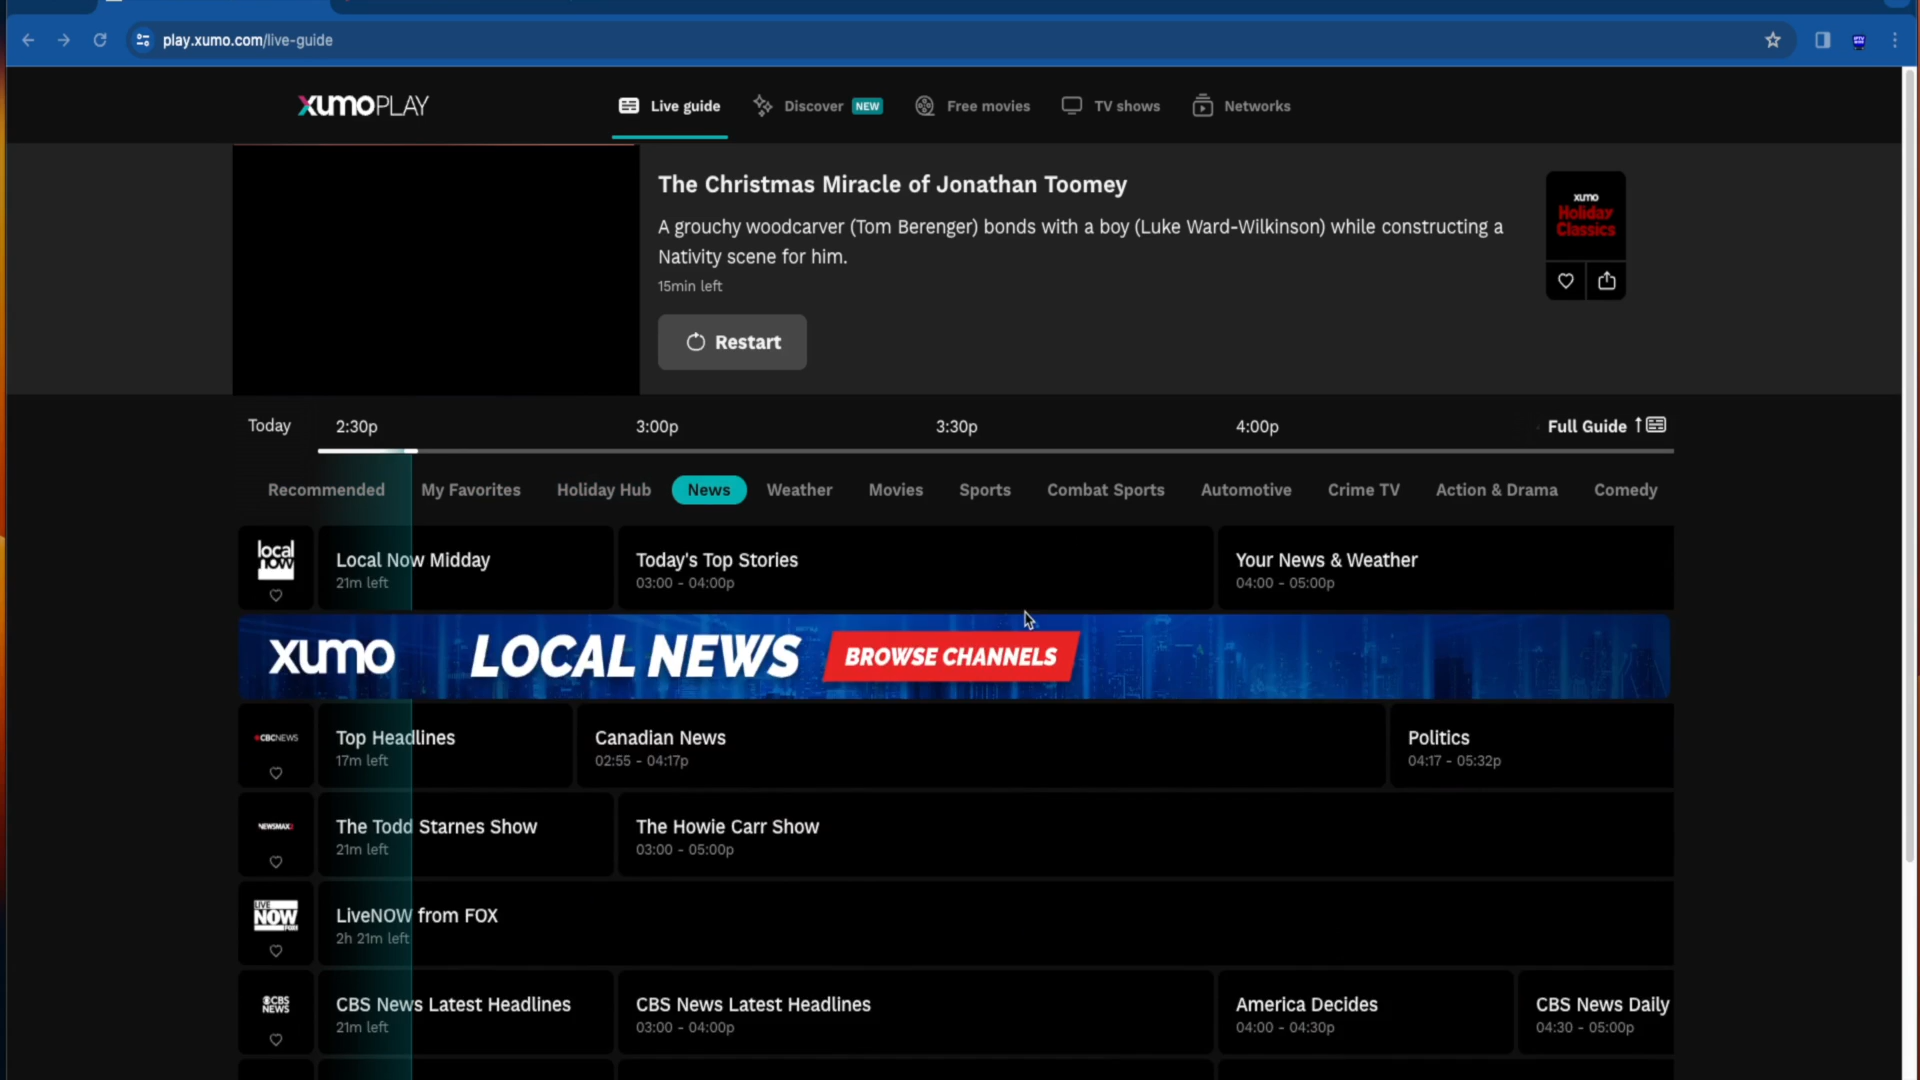 play.xumo.com/live-guide
xumo PLAY
Live guide
Discover NEW
Free movies
TV shows
Networks
The Christmas Miracle of Jonathan Toomey
A grouchy woodcarver (Tom Berenger) bonds with a boy (Luke Ward-Wilkinson) while constructing a
Nativity scene for him.
15min left
Restart
xumo
Holiday
Classics
Today 2:30p 3:00p 3:30p 4:00p Full Guide
Recommended My Favorites Holiday Hub News Weather Movies Sports Combat Sports Automotive Crime TV Action & Drama Comedy
local
now
Local Now Midday
21m left
Today's Top Stories
03:00 - 04:00p
Your News & Weather
04:00 - 05:00p
xumo LOCAL NEWS BROWSE CHANNELS
CBCNEWS
Top Headlines
17m left
Canadian News
02:55 - 04:17p
Politics
04:17 - 05:32p
NEWSMAX2
The Todd Starnes Show
21m left
The Howie Carr Show
03:00 - 05:00p
LIVE
NOW
FOX
LiveNOW from FOX
2h 21m left
CBS
NEWS
CBS News Latest Headlines
21m left
CBS News Latest Headlines
03:00 - 04:00p
America Decides
04:00 - 04:30p
CBS News Daily
04:30 - 05:00p